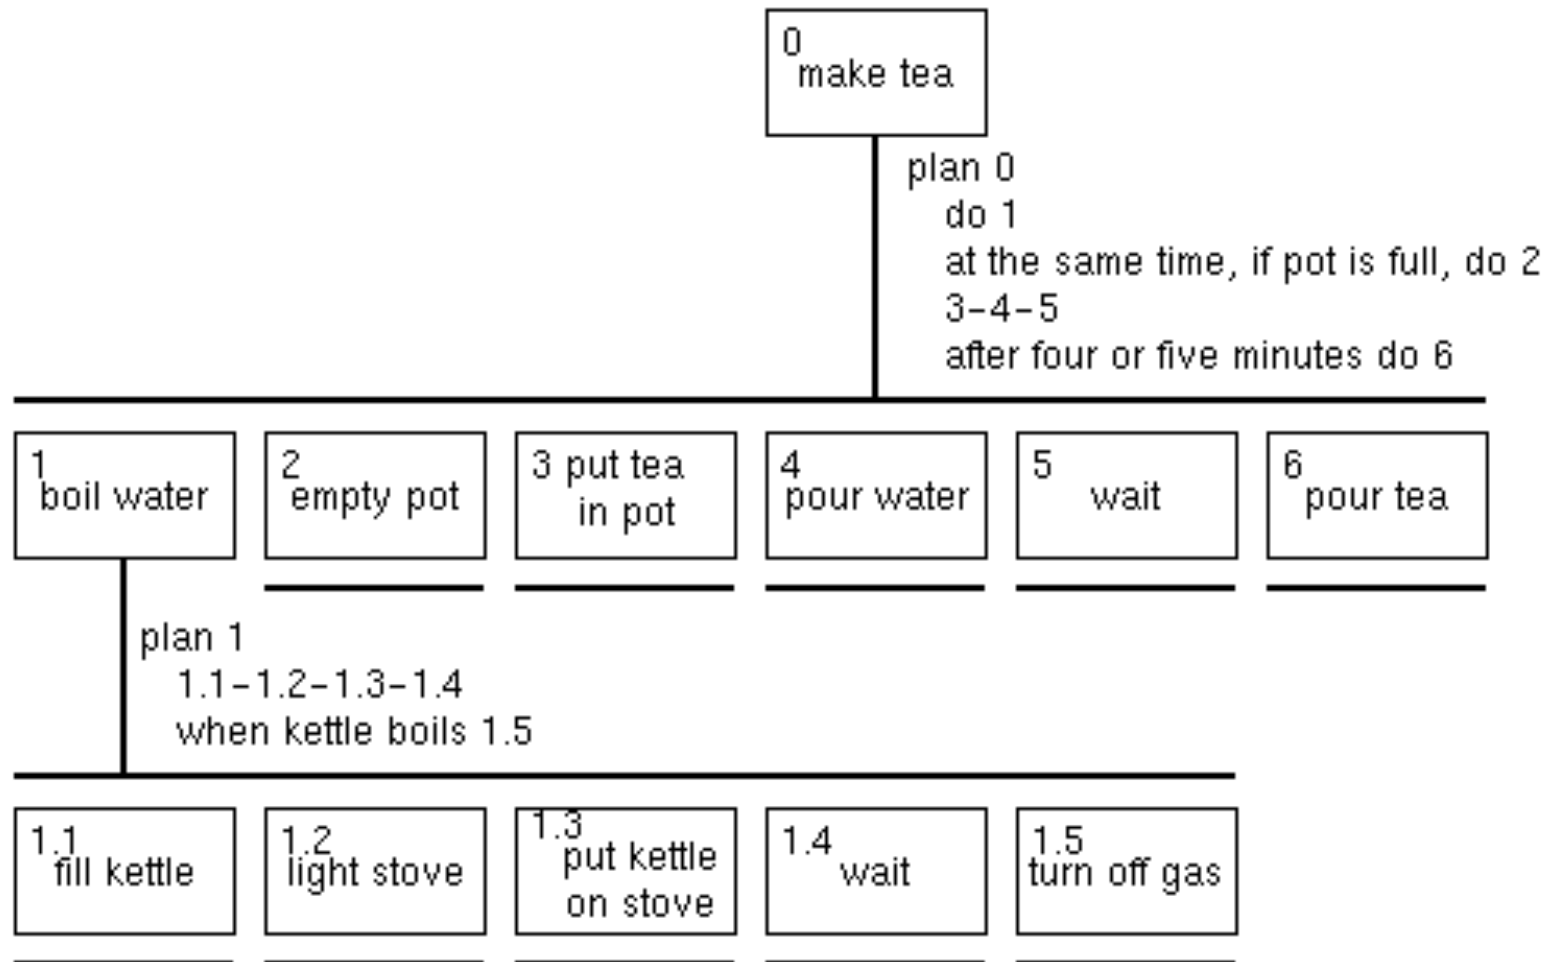 0
make tea
plan 0
do 1
at the same time, if pot is full, do 2
3-4-5
after four or five minutes do 6
1
boil water
2
empty pot
3 put tea
in pot
4
pour water
5
wait
6
pour tea
plan 1
1.1-1.2-1.3-1.4
when kettle boils 1.5
1.1
fill kettle
1.2
light stove
1.3
put kettle
on stove
1.4
wait
1.5
turn off gas